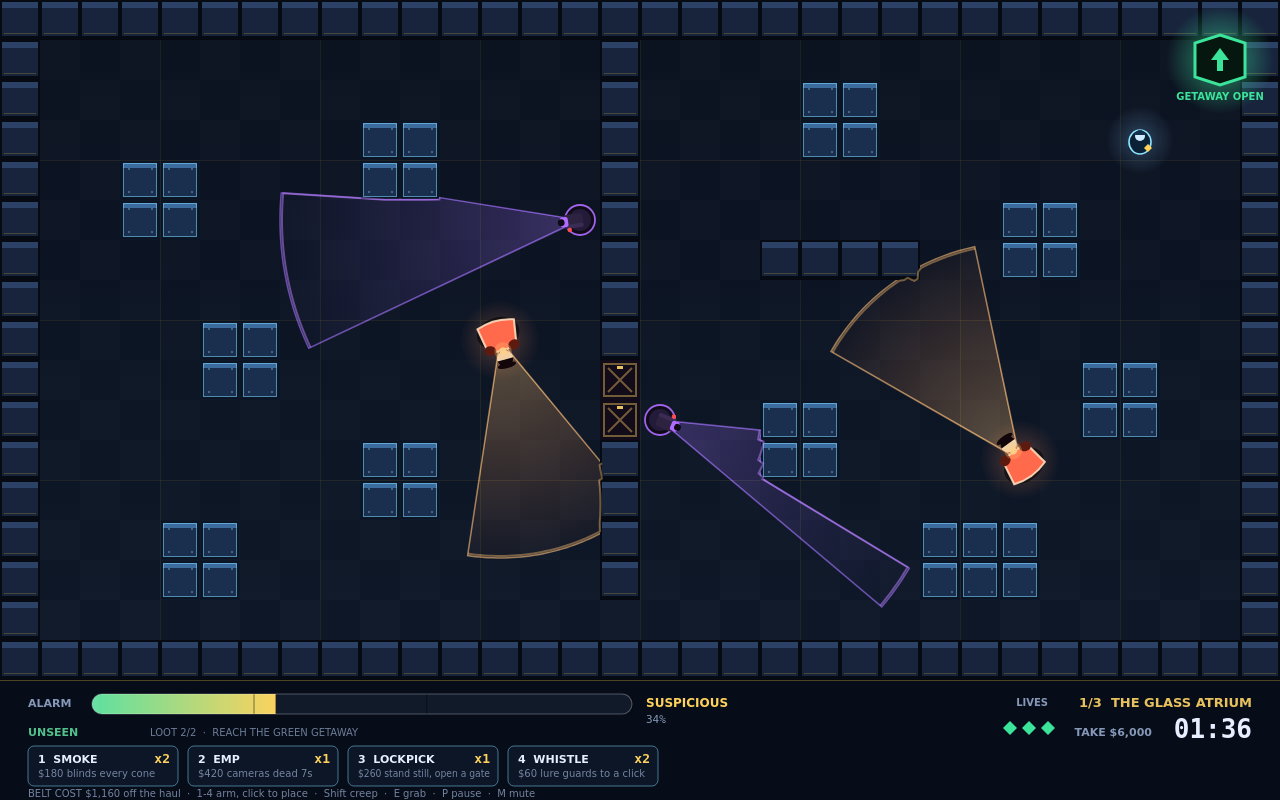 GETAWAY OPEN
ALARM
SUSPICIOUS
34%
LIVES
1/3 THE GLASS ATRIUM
UNSEEN
LOOT 2/2 · REACH THE GREEN GETAWAY
TAKE $6,000
01:36
1 SMOKE x2
$180 blinds every cone
2 EMP x1
$420 cameras dead 7s
3 LOCKPICK x1
$260 stand still, open a gate
4 WHISTLE x2
$60 lure guards to a click
BELT COST $1,160 off the haul · 1-4 arm, click to place · Shift creep · E grab · P pause · M mute